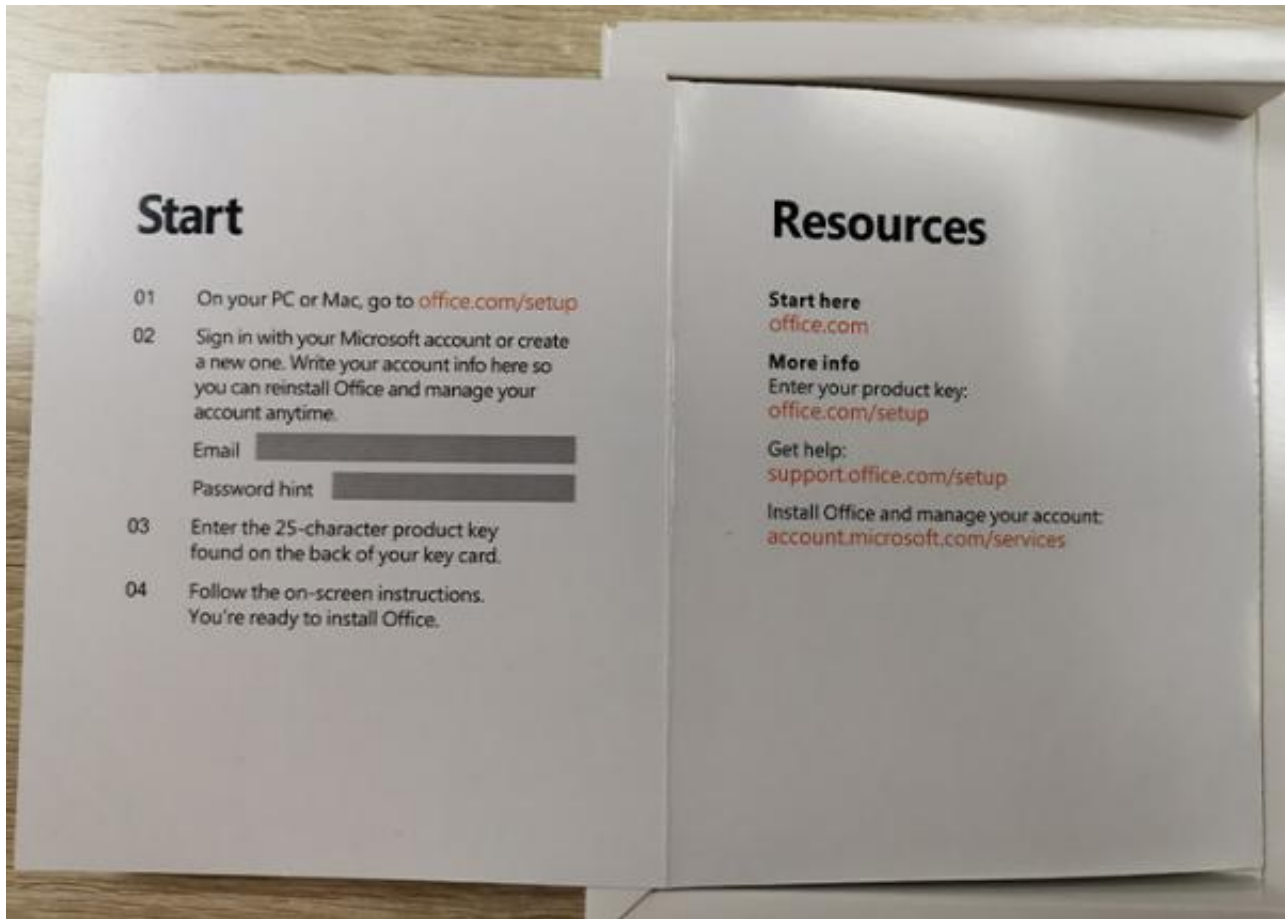 Start
01 On your PC or Mac, go to office.com/setup
02 Sign in with your Microsoft account or create
a new one. Write your account info here so
you can reinstall Office and manage your
account anytime.
Email
Password hint
03 Enter the 25-character product key
found on the back of your key card.
04 Follow the on-screen instructions.
You're ready to install Office.
Resources
Start here
office.com
More info
Enter your product key:
office.com/setup
Get help:
support.office.com/setup
Install Office and manage your account:
account.microsoft.com/services